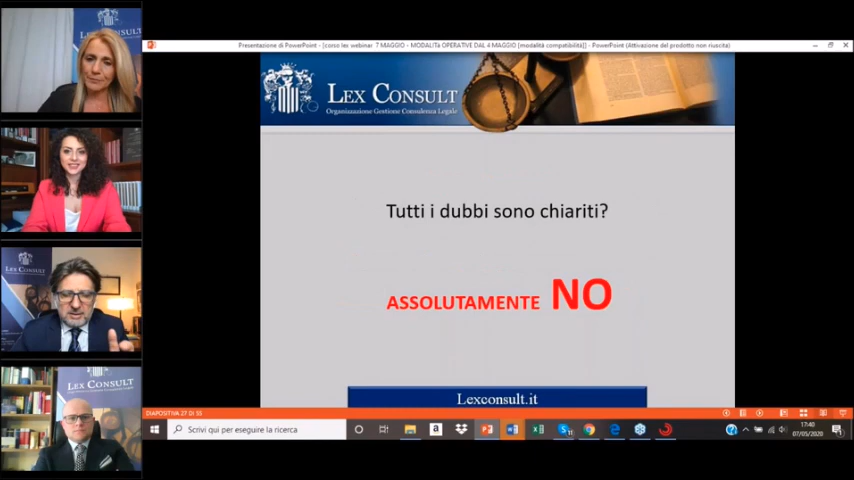 Presentazione di PowerPoint - [corso lex webinar 7 MAGGIO - MODALITà OPERATIVE DAL 4 MAGGIO [modalità compatibilità]] - PowerPoint (Attivazione del prodotto non riuscita)
LEX CONSULT
Organizzazione Gestione Consulenza Legale
Tutti i dubbi sono chiariti?
ASSOLUTAMENTE NO
Lexconsult.it
DIAPOSITIVA 27 DI 55
Scrivi qui per eseguire la ricerca
17:40
07/05/2020
LEX CONSULT
LEX CONSULT